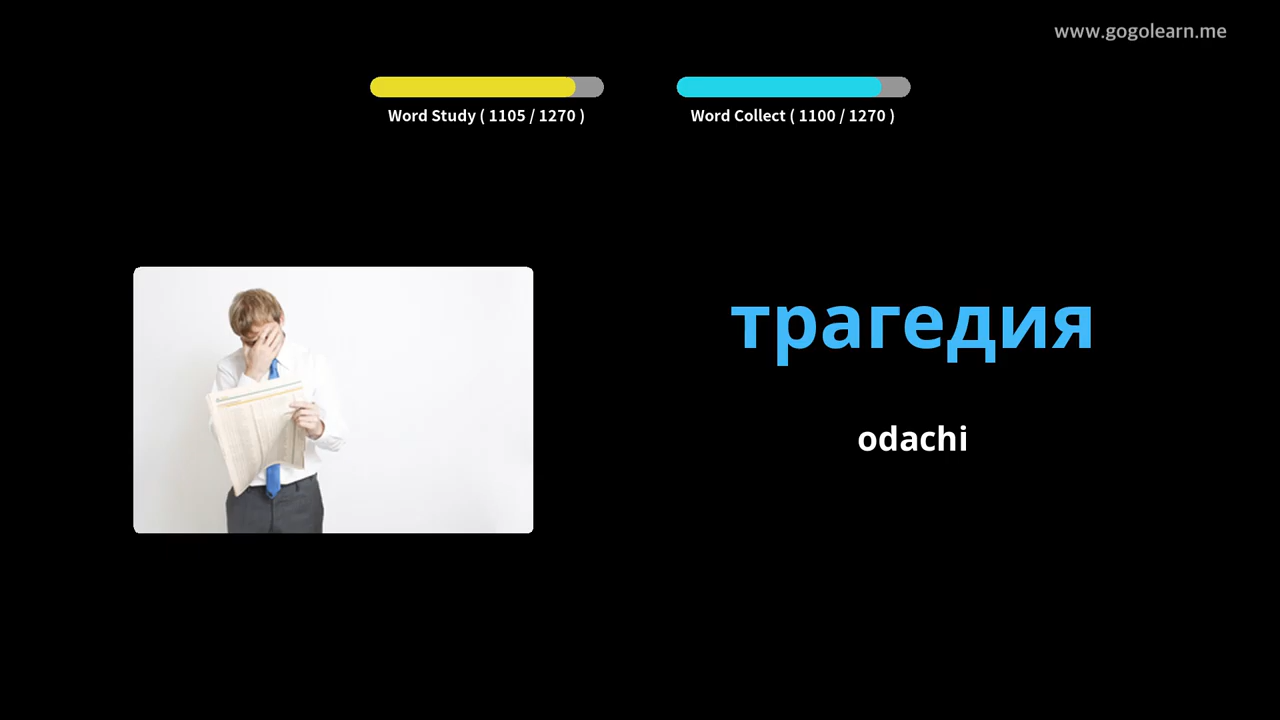 www.gogolearn.me
Word Study ( 1105 / 1270 )
Word Collect ( 1100 / 1270 )
трагедия
odachi